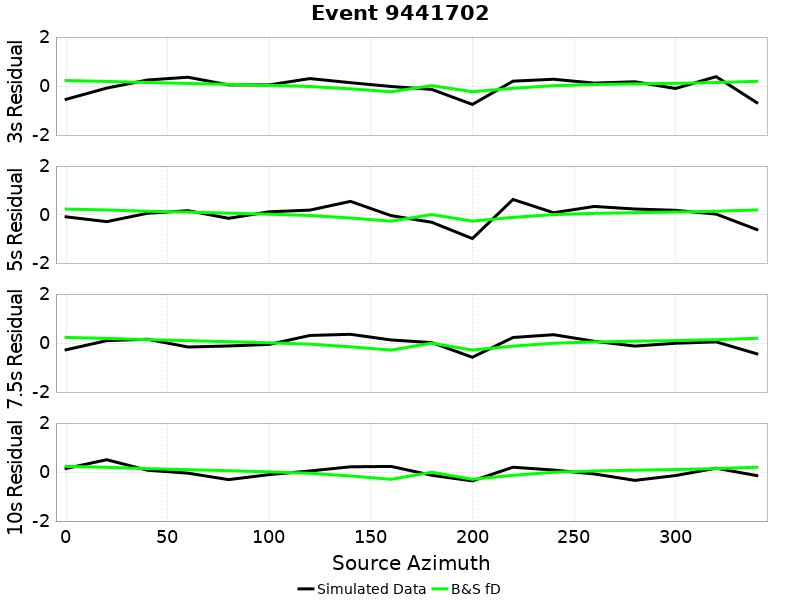 Event 9441702
3s Residual
2
0
-2
5s Residual
2
0
-2
7.5s Residual
2
0
-2
10s Residual
2
0
-2
0 50 100 150 200 250 300
Source Azimuth
Simulated Data B&S fD